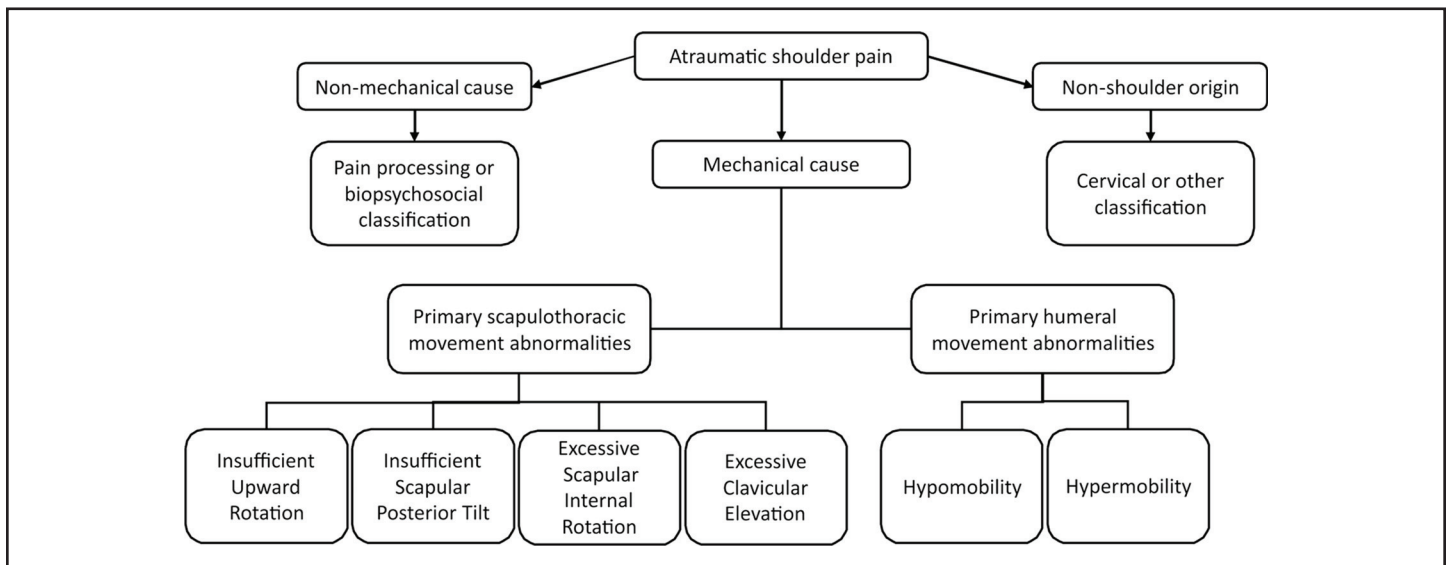 Atraumatic shoulder pain
Non-mechanical cause
Non-shoulder origin
Pain processing or
biopsychosocial
classification
Mechanical cause
Cervical or other
classification
Primary scapulothoracic
movement abnormalities
Primary humeral
movement abnormalities
Insufficient
Upward
Rotation
Insufficient
Scapular
Posterior Tilt
Excessive
Scapular
Internal
Rotation
Excessive
Clavicular
Elevation
Hypomobility
Hypermobility